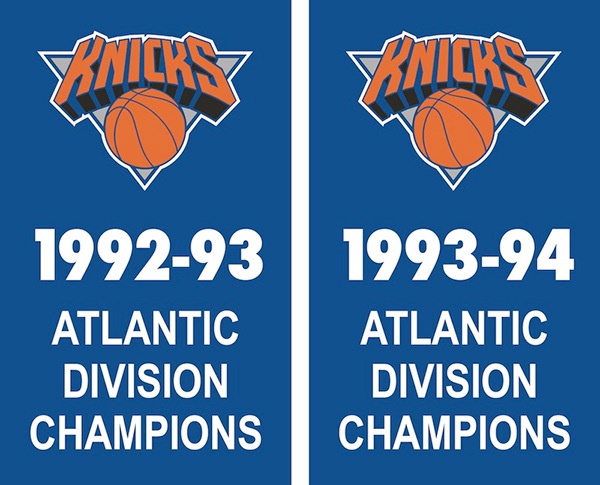 KNICKS
1992-93
ATLANTIC
DIVISION
CHAMPIONS
KNICKS
1993-94
ATLANTIC
DIVISION
CHAMPIONS